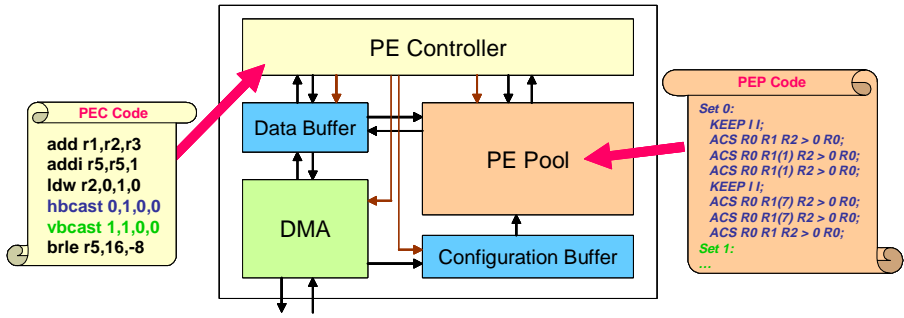 PE Controller
PEC Code
add r1,r2,r3
addi r5,r5,1
ldw r2,0,1,0
hbcast 0,1,0,0
vbcast 1,1,0,0
brle r5,16,-8
Data Buffer
PE Pool
DMA
Configuration Buffer
PEP Code
Set 0:
KEEP I I;
ACS R0 R1 R2 > 0 R0;
ACS R0 R1(1) R2 > 0 R0;
ACS R0 R1(1) R2 > 0 R0;
KEEP I I;
ACS R0 R1(7) R2 > 0 R0;
ACS R0 R1(7) R2 > 0 R0;
ACS R0 R1 R2 > 0 R0;
Set 1:
...